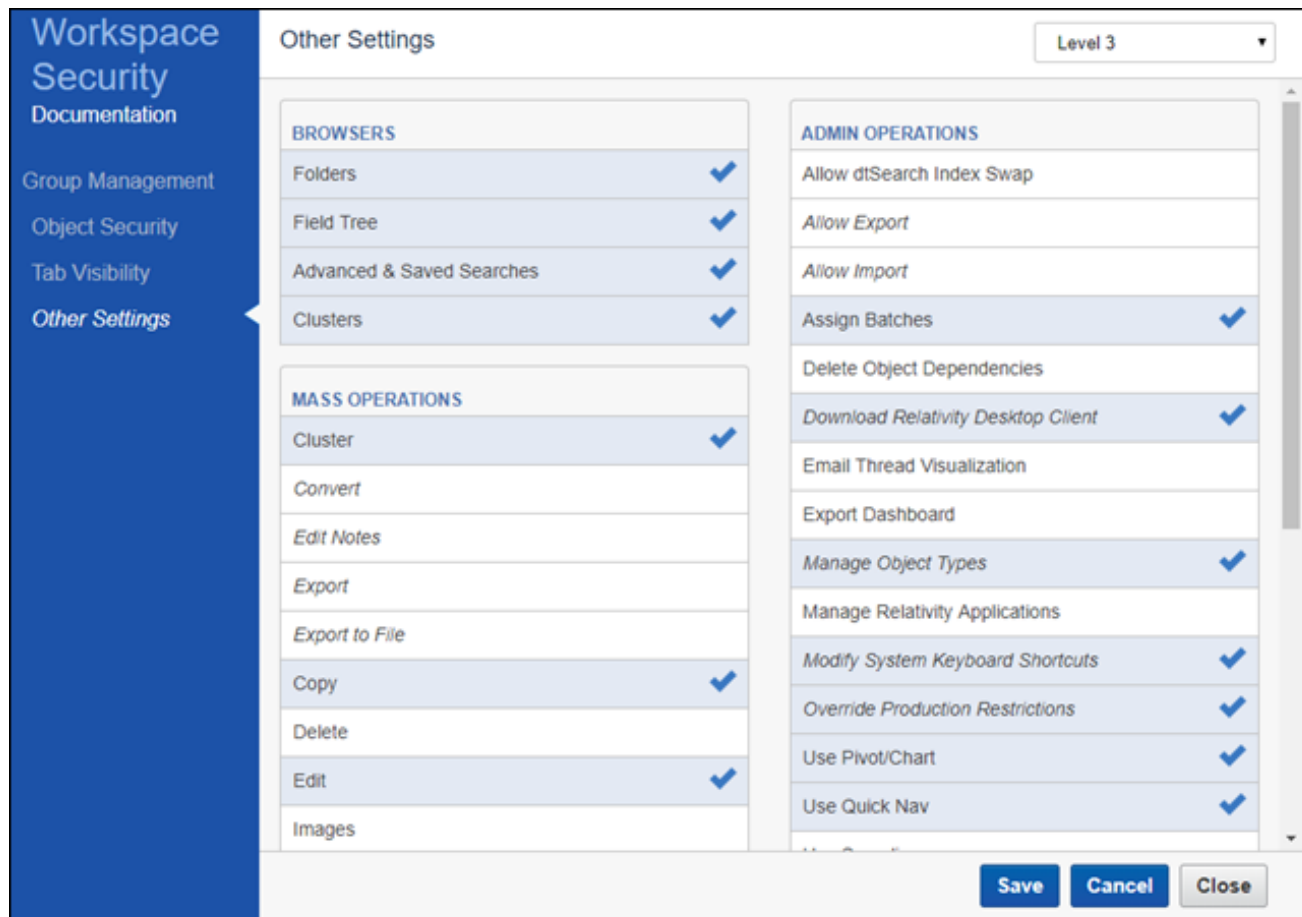 Workspace
Security
Documentation
Group Management
Object Security
Tab Visibility
Other Settings
Other Settings
Level 3
BROWSERS
Folders
Field Tree
Advanced & Saved Searches
Clusters
MASS OPERATIONS
Cluster
Convert
Edit Notes
Export
Export to File
Copy
Delete
Edit
Images
ADMIN OPERATIONS
Allow dtSearch Index Swap
Allow Export
Allow Import
Assign Batches
Delete Object Dependencies
Download Relativity Desktop Client
Email Thread Visualization
Export Dashboard
Manage Object Types
Manage Relativity Applications
Modify System Keyboard Shortcuts
Override Production Restrictions
Use Pivot/Chart
Use Quick Nav
Save
Cancel
Close